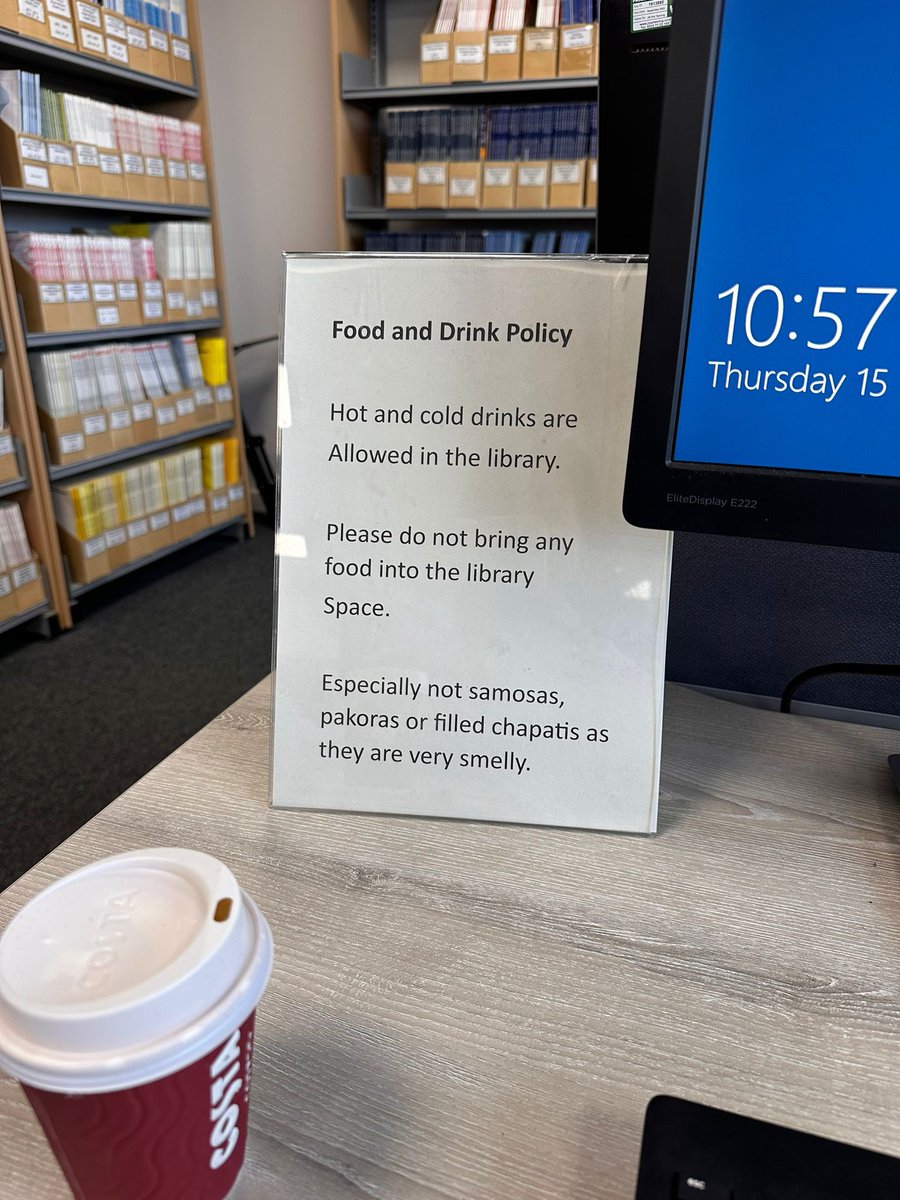 Food and Drink Policy
Hot and cold drinks are
Allowed in the library.
Please do not bring any
food into the library
Space.
Especially not samosas,
pakoras or filled chapatis as
they are very smelly.
10:57
Thursday 15
EliteDisplay E222
COSTA
COSTA
esc